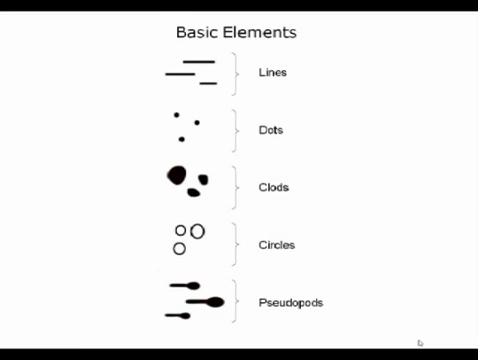 Basic Elements
Lines
Dots
Clods
Circles
Pseudopods